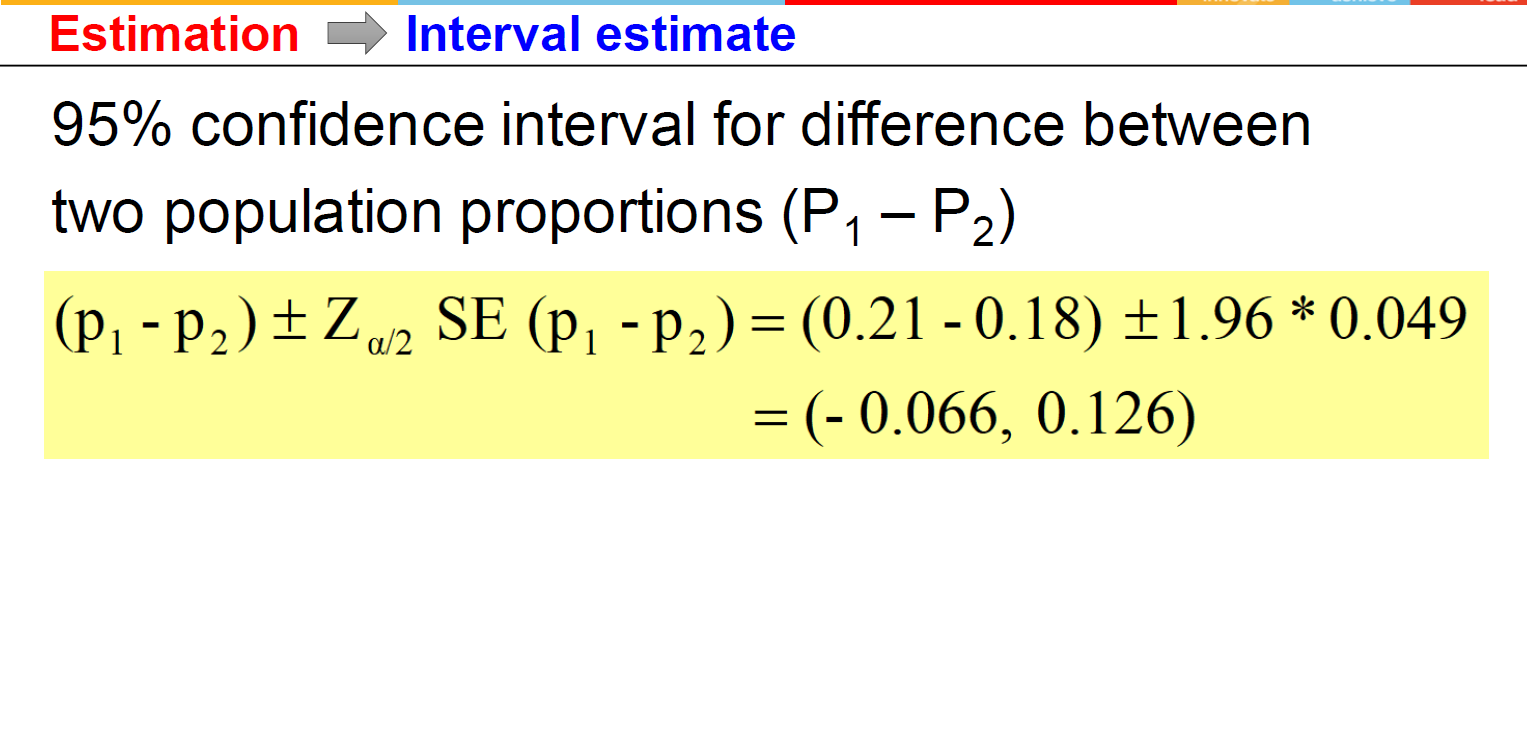 Estimation Interval estimate
95% confidence interval for difference between
two population proportions (P₁ – P₂)
(p₁ - p₂) ± Z α/2 SE (p₁ - p₂) = (0.21 - 0.18) ±1.96 * 0.049
= (- 0.066, 0.126)